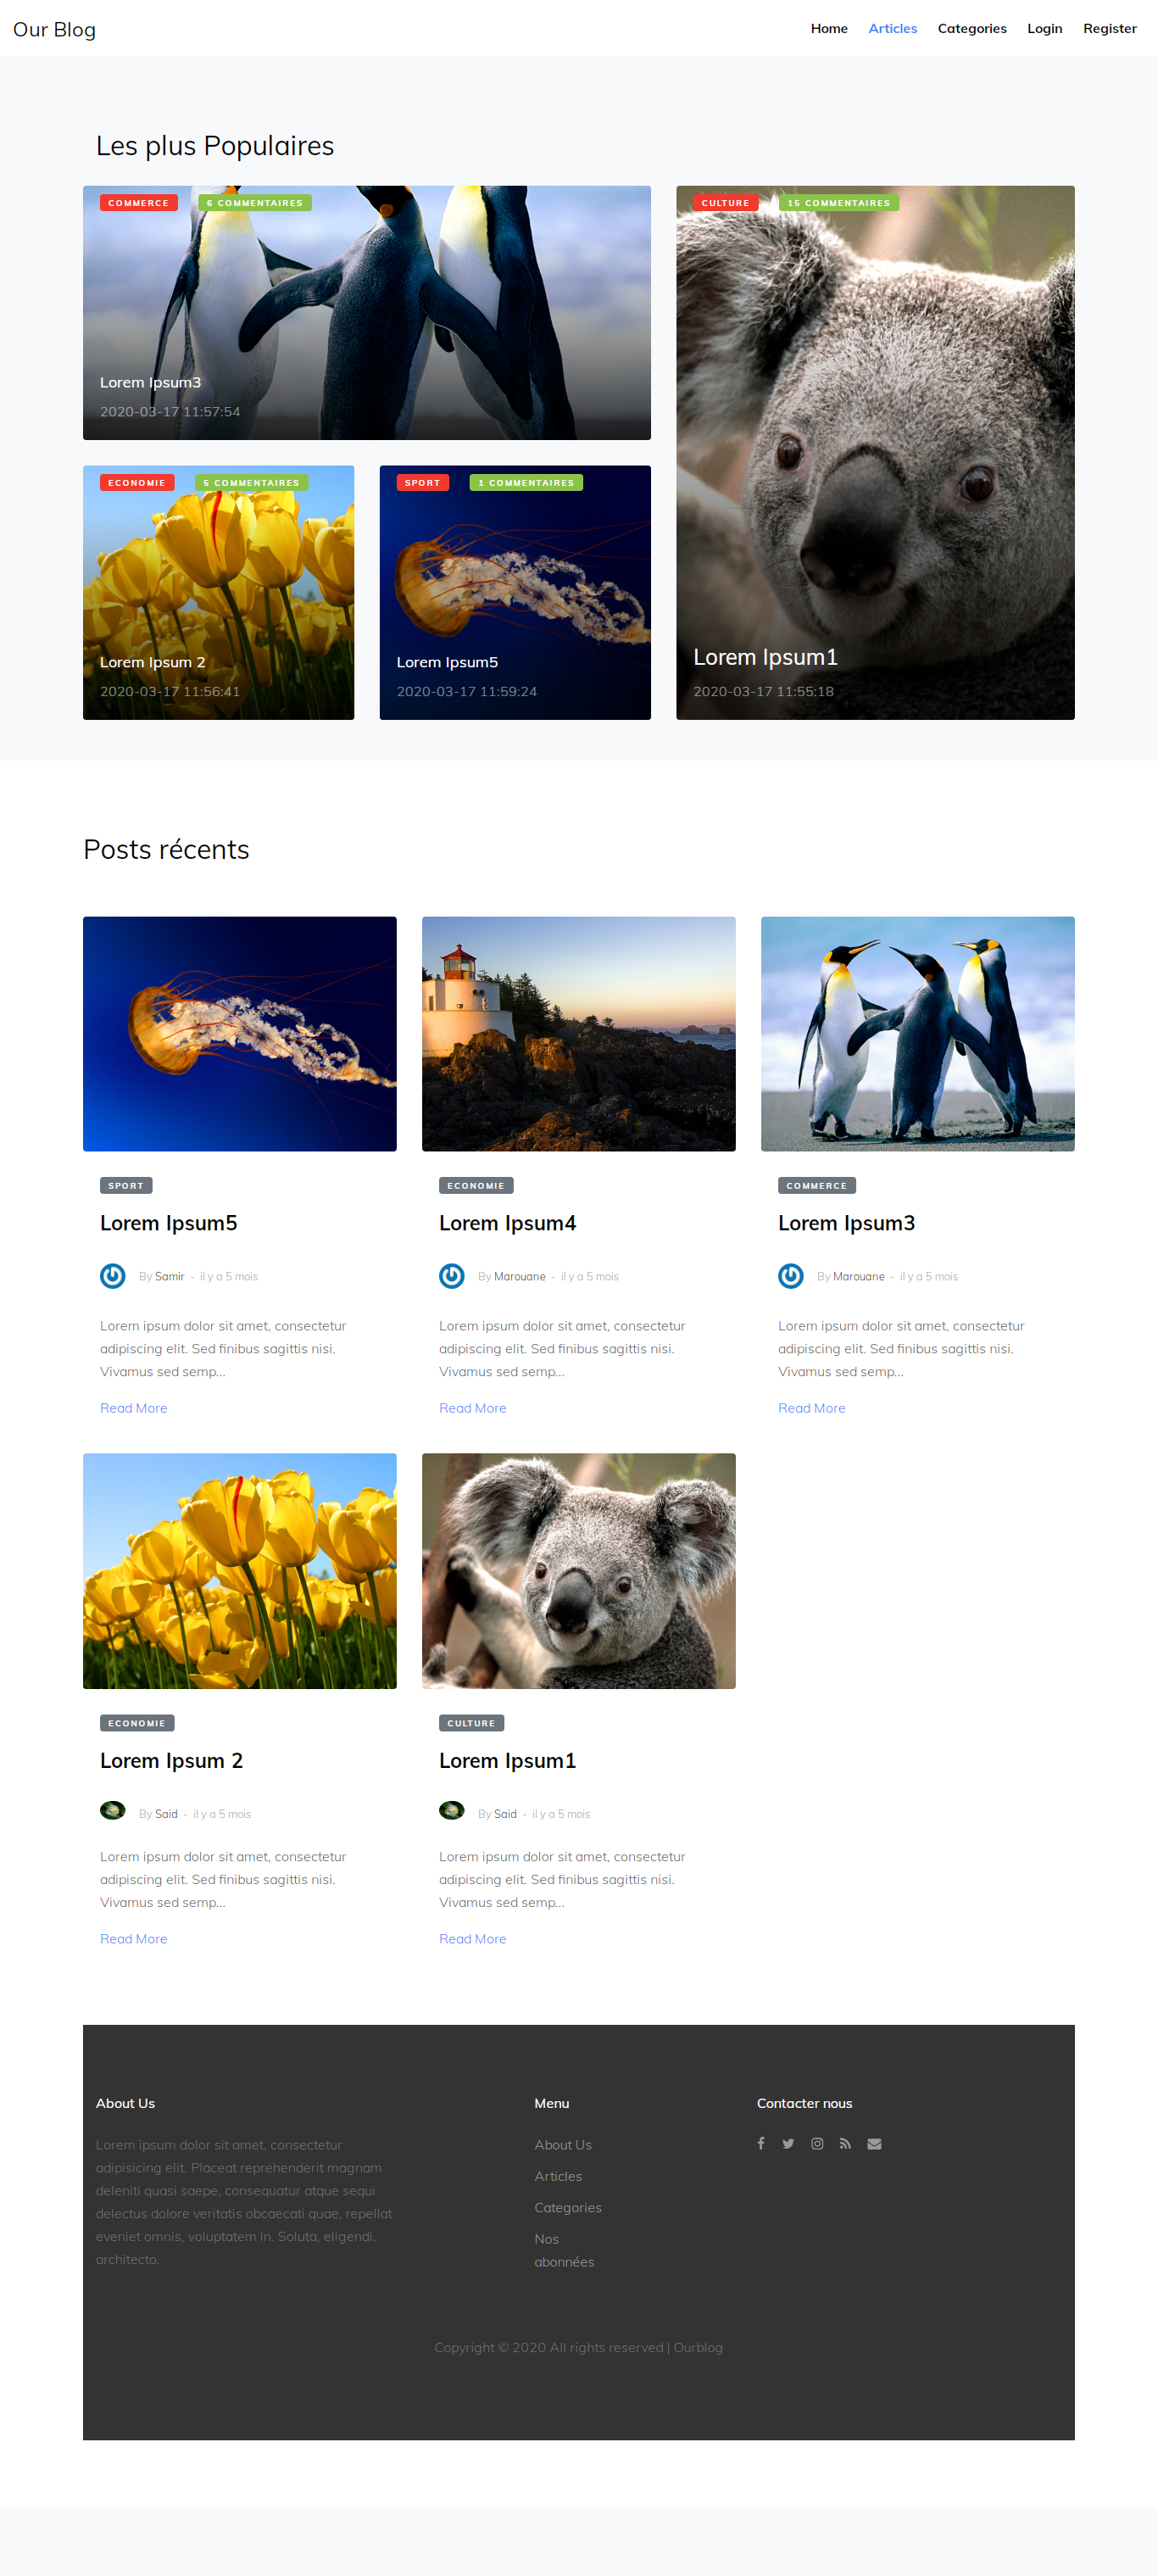 Our Blog
Home Articles Categories Login Register
Les plus Populaires
COMMERCE 6 COMMENTAIRES
Lorem Ipsum3
2020-03-17 11:57:54
CULTURE 15 COMMENTAIRES
Lorem Ipsum1
2020-03-17 11:55:18
ECONOMIE 5 COMMENTAIRES
Lorem Ipsum 2
2020-03-17 11:56:41
SPORT 1 COMMENTAIRES
Lorem Ipsum5
2020-03-17 11:59:24
Posts récents
SPORT
Lorem Ipsum5
By Samir - il y a 5 mois
Lorem ipsum dolor sit amet, consectetur
adipiscing elit. Sed finibus sagittis nisi.
Vivamus sed semp...
Read More
ECONOMIE
Lorem Ipsum4
By Marouane - il y a 5 mois
Lorem ipsum dolor sit amet, consectetur
adipiscing elit. Sed finibus sagittis nisi.
Vivamus sed semp...
Read More
COMMERCE
Lorem Ipsum3
By Marouane - il y a 5 mois
Lorem ipsum dolor sit amet, consectetur
adipiscing elit. Sed finibus sagittis nisi.
Vivamus sed semp...
Read More
ECONOMIE
Lorem Ipsum 2
By Said - il y a 5 mois
Lorem ipsum dolor sit amet, consectetur
adipiscing elit. Sed finibus sagittis nisi.
Vivamus sed semp...
Read More
CULTURE
Lorem Ipsum1
By Said - il y a 5 mois
Lorem ipsum dolor sit amet, consectetur
adipiscing elit. Sed finibus sagittis nisi.
Vivamus sed semp...
Read More
About Us
Lorem ipsum dolor sit amet, consectetur
adipisicing elit. Placeat reprehenderit magnam
deleniti quasi saepe, consequatur atque sequi
delectus dolore veritatis obcaecati quae, repellat
eveniet omnis, voluptatem in. Soluta, eligendi,
architecto.
Menu
About Us
Articles
Categories
Nos
abonnées
Contacter nous
Copyright © 2020 All rights reserved | Ourblog